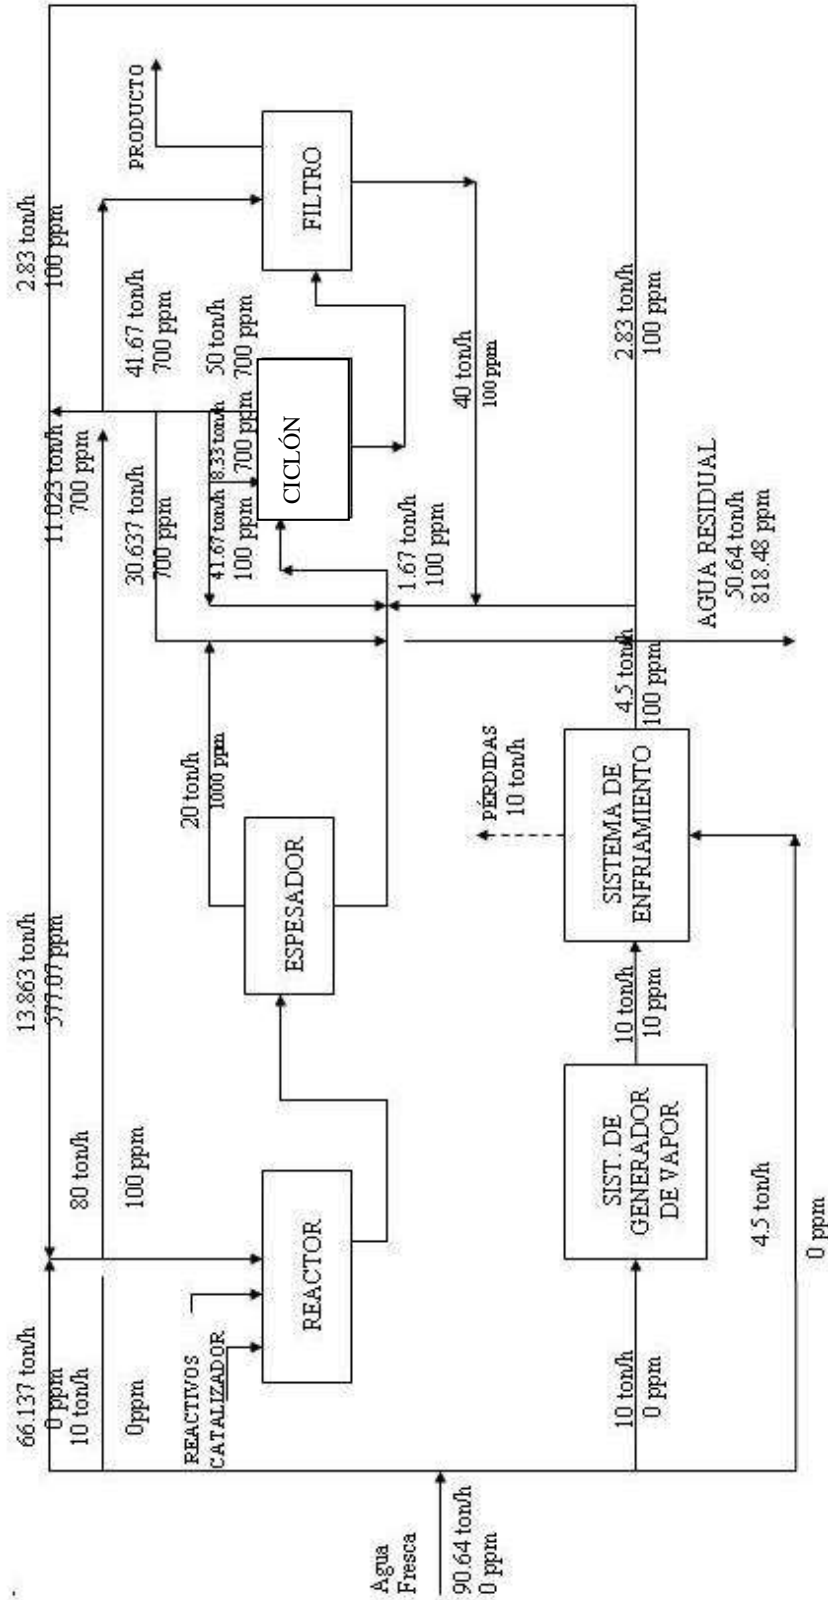 66.137 ton/h
0 ppm
10 ton/h
0ppm
80 ton/h
100 ppm
13.863 ton/h
577.07 ppm
11.023 ton/h
700 ppm
2.83 ton/h
100 ppm
30.637 ton/h
700 ppm
41.67 ton/h
700 ppm
PRODUCTO
REACTIVOS
CATALIZADOR
20 ton/h
1000 ppm
41.67 ton/h
100 ppm
8.33 ton/h
700 ppm
50 ton/h
700 ppm
REACTOR
ESPESADOR
CICLÓN
FILTRO
1.67 ton/h
100 ppm
40 ton/h
100 ppm
Agua
Fresca
90.64 ton/h
0 ppm
PÉRDIDAS
10 ton/h
10 ton/h
0 ppm
SIST. DE
GENERADOR
DE VAPOR
10 ton/h
10 ppm
SISTEMA DE
ENFRIAMIENTO
4.5 ton/h
100 ppm
2.83 ton/h
100 ppm
AGUA RESIDUAL
50.64 ton/h
818.48 ppm
4.5 ton/h
0 ppm